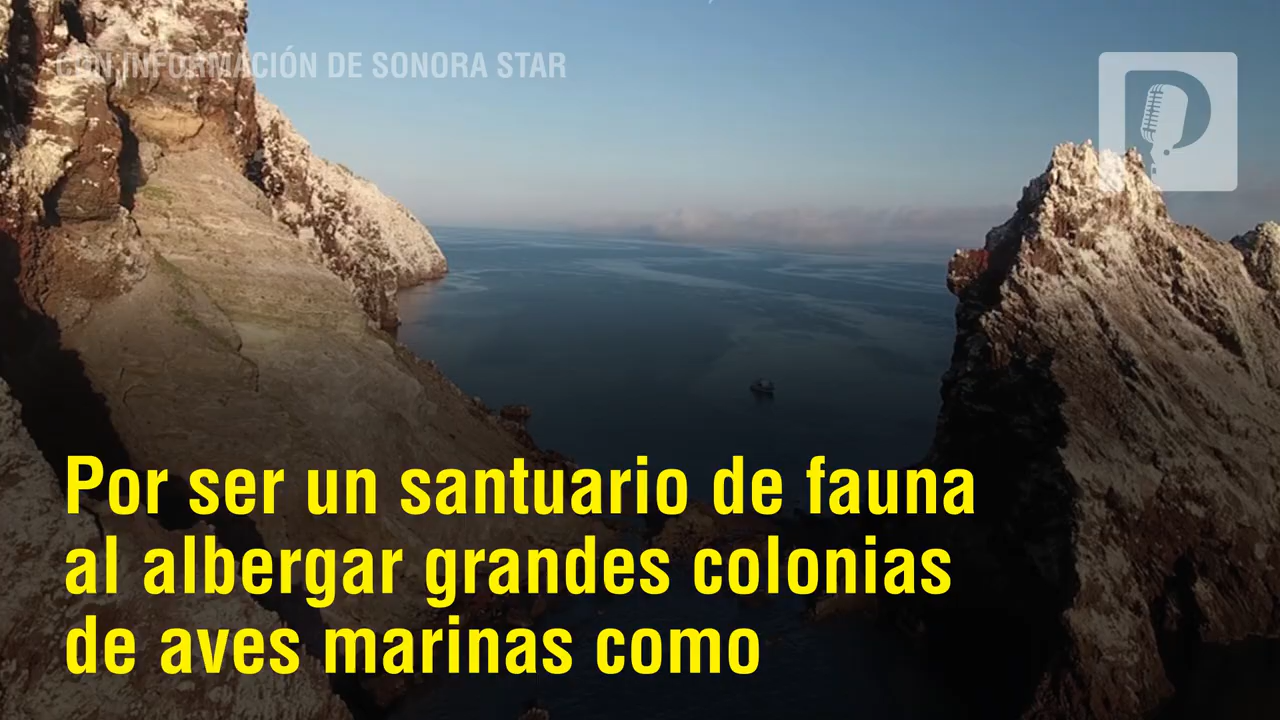 CON INFORMACIÓN DE SONORA STAR
Por ser un santuario de fauna
al albergar grandes colonias
de aves marinas como